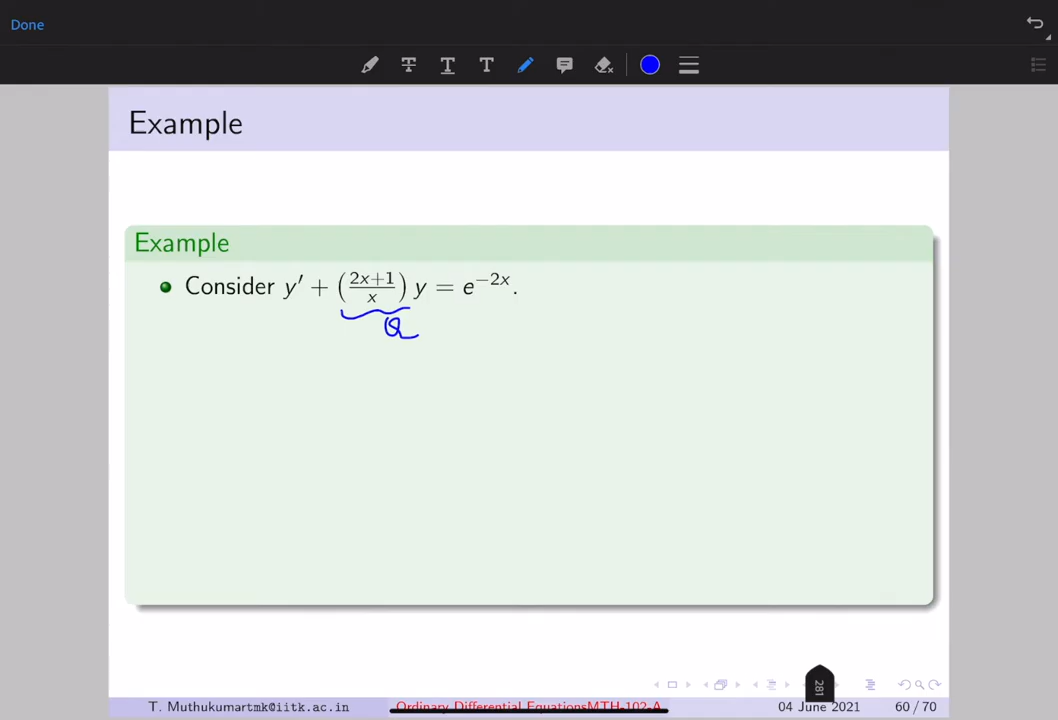 Done
T T T
Example
Example
Consider y′ + (2x+1/x) y = e^−2x.
Q
281
T. Muthukumartmk@iitk.ac.in Ordinary Differential EquationsMTH-102-A 04 June 2021 60 / 70